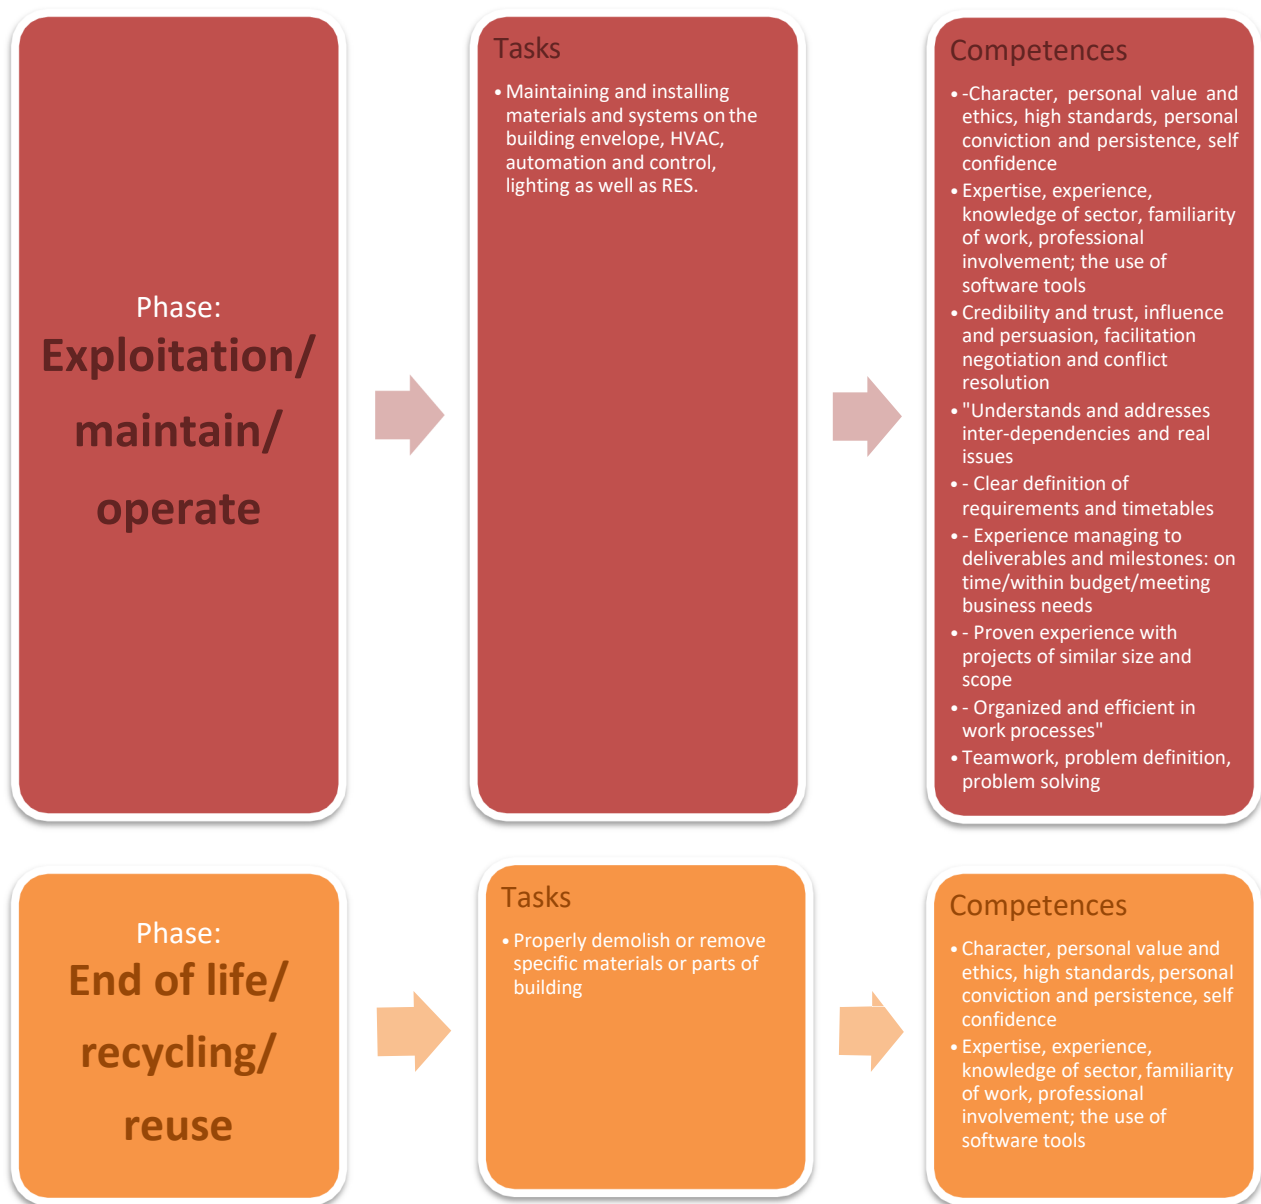 Phase:
Exploitation/
maintain/
operate
Tasks
• Maintaining and installing
materials and systems on the
building envelope, HVAC,
automation and control,
lighting as well as RES.
Competences
• -Character, personal value and
ethics, high standards, personal
conviction and persistence, self
confidence
• Expertise, experience,
knowledge of sector, familiarity
of work, professional
involvement; the use of
software tools
• Credibility and trust, influence
and persuasion, facilitation
negotiation and conflict
resolution
• "Understands and addresses
inter-dependencies and real
issues
• - Clear definition of
requirements and timetables
• - Experience managing to
deliverables and milestones: on
time/within budget/meeting
business needs
• - Proven experience with
projects of similar size and
scope
• - Organized and efficient in
work processes"
• Teamwork, problem definition,
problem solving
Phase:
End of life/
recycling/
reuse
Tasks
• Properly demolish or remove
specific materials or parts of
building
Competences
• Character, personal value and
ethics, high standards, personal
conviction and persistence, self
confidence
• Expertise, experience,
knowledge of sector, familiarity
of work, professional
involvement; the use of
software tools